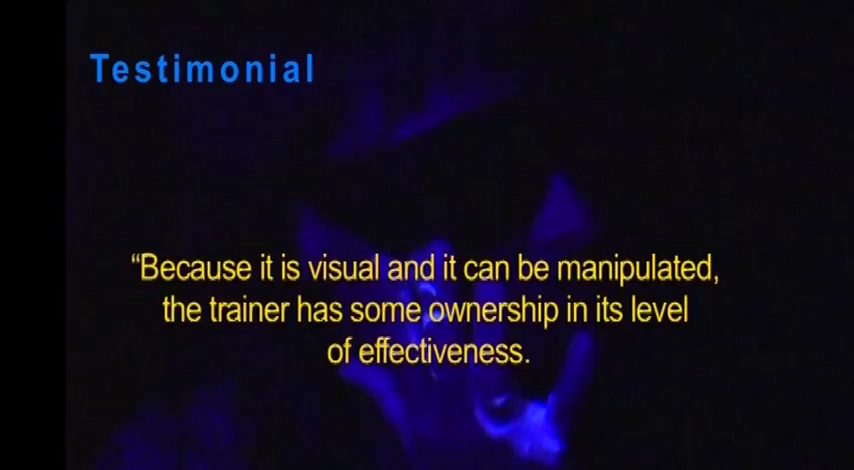 Testimonial
“Because it is visual and it can be manipulated,
the trainer has some ownership in its level
of effectiveness.